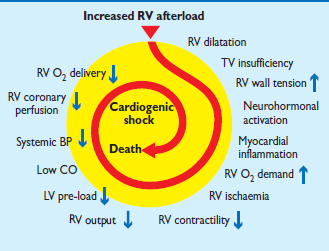 Increased RV afterload
RV dilatation
TV insufficiency
RV wall tension
Neurohormonal
activation
Myocardial
inflammation
RV O₂ demand
RV ischaemia
RV contractility
RV output
LV pre-load
Low CO
Systemic BP
RV coronary
perfusion
RV O₂ delivery
Cardiogenic
shock
Death